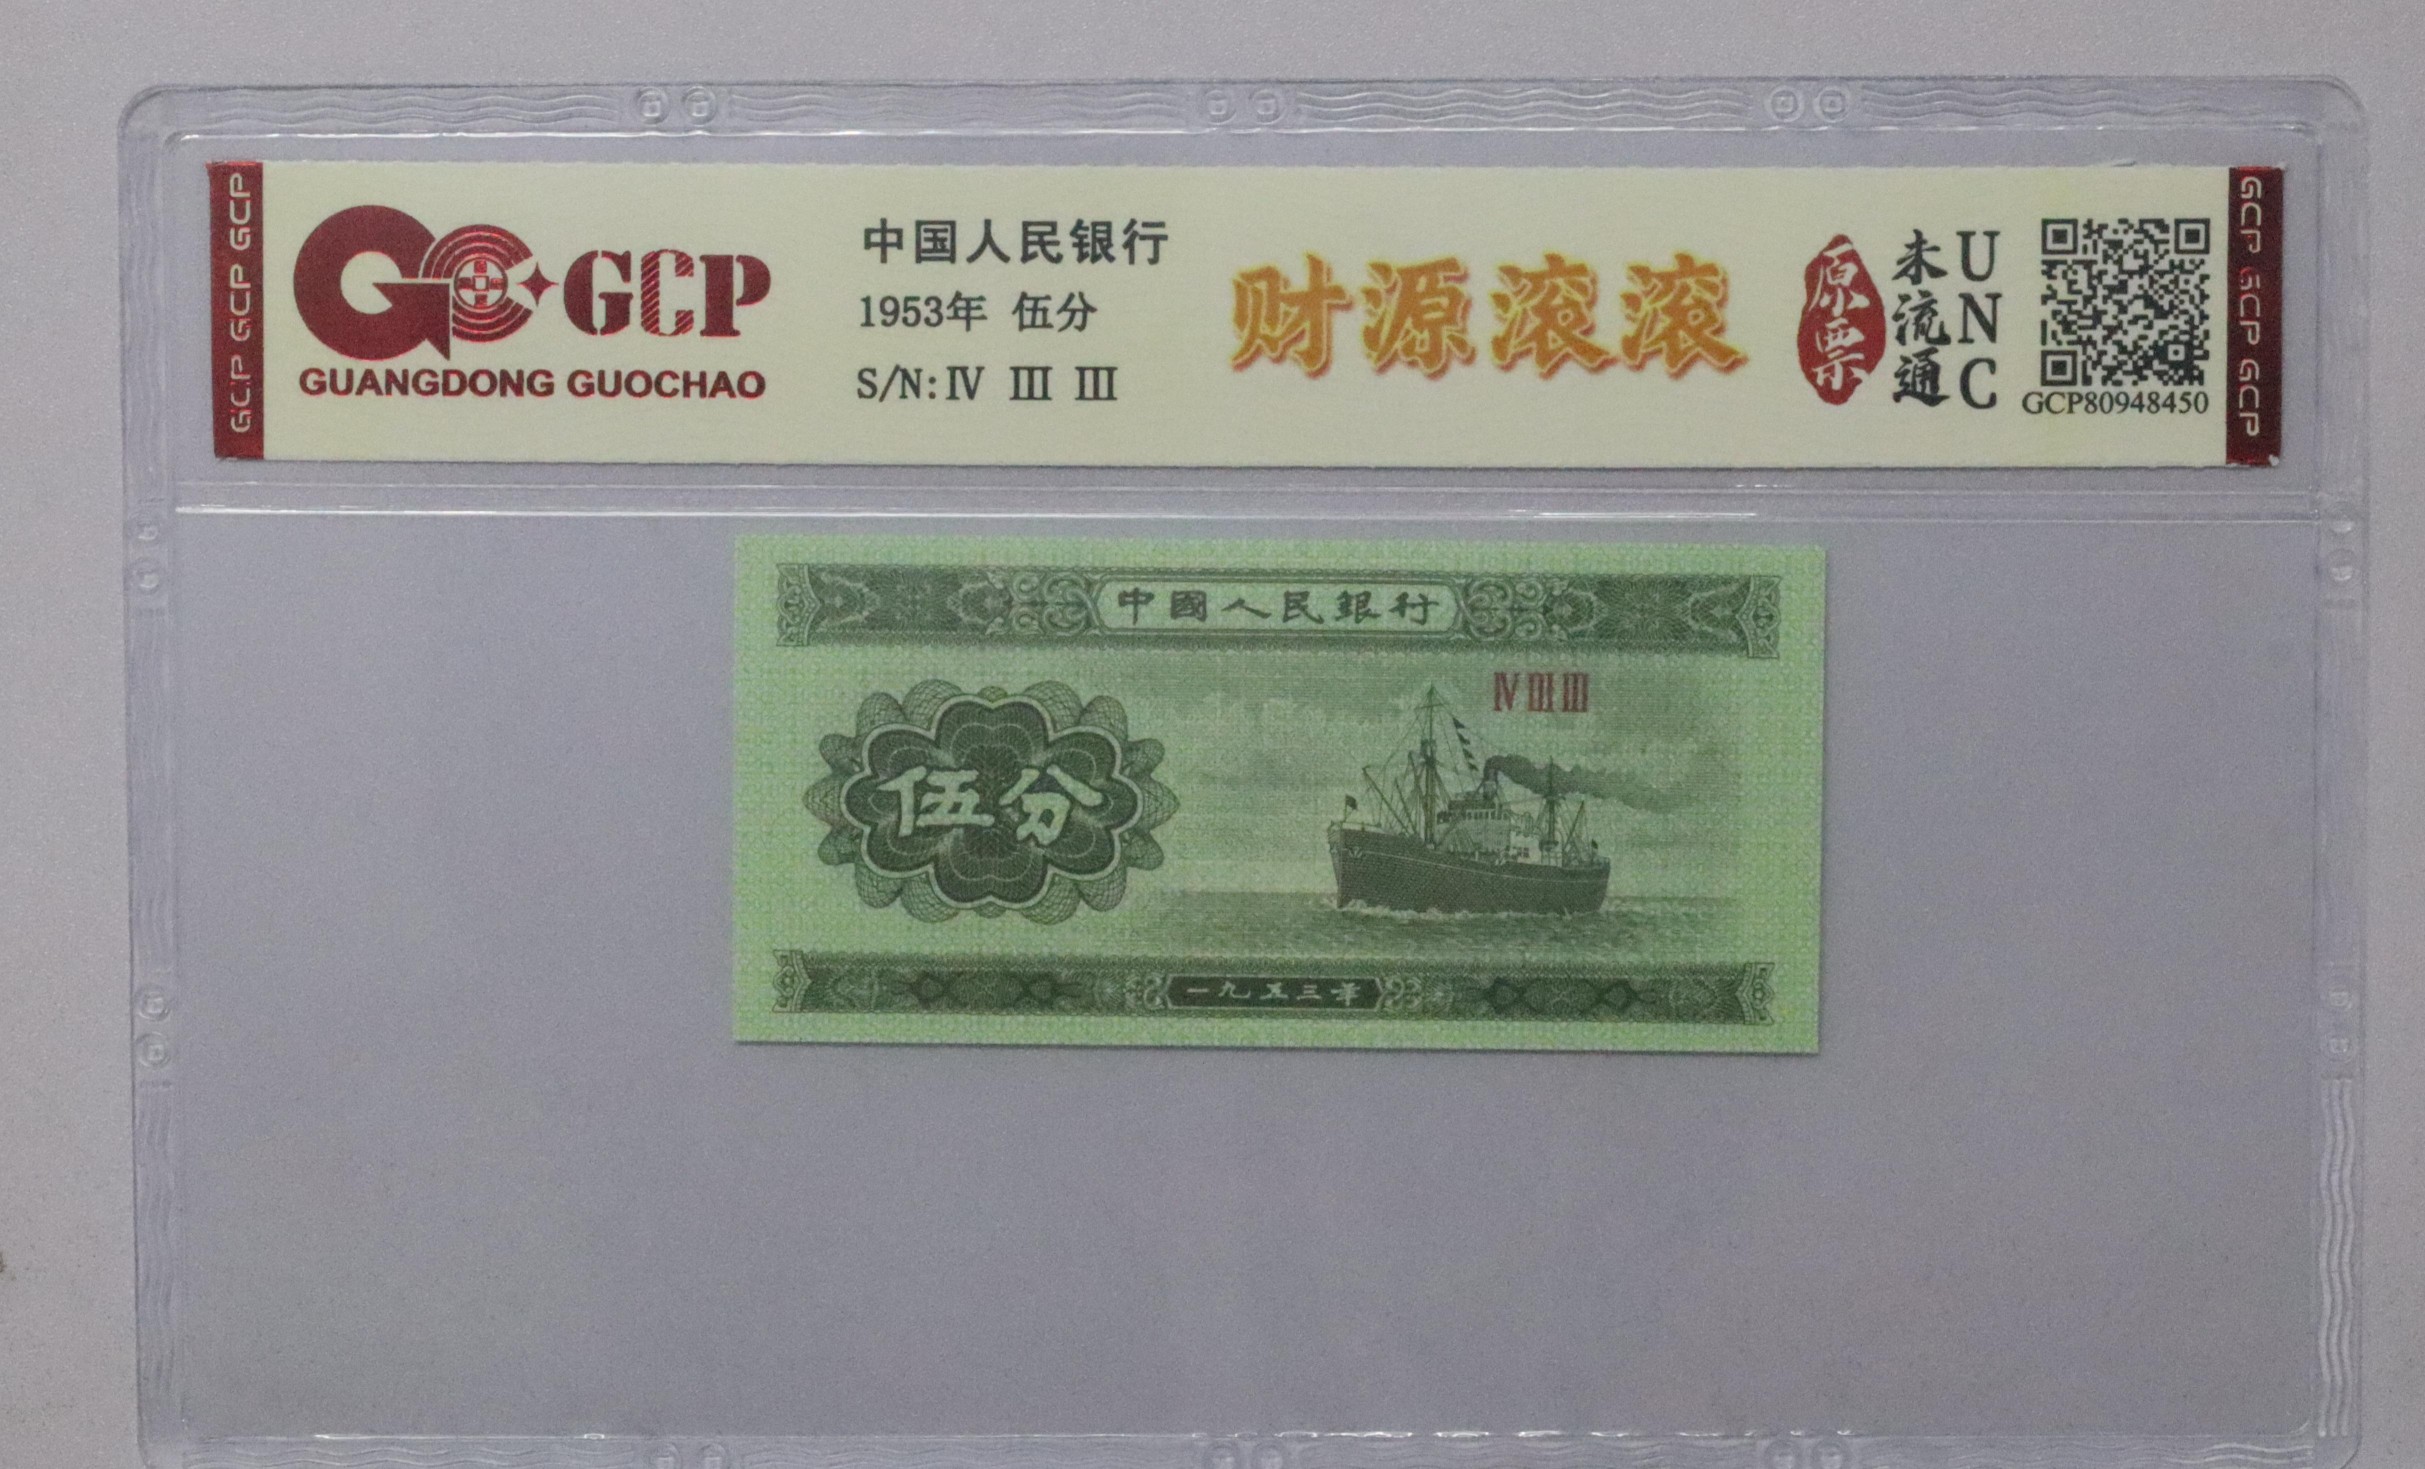 GCP GCP GCP
GCP
GUANGDONG GUOCHAO
中国人民银行
1953年 伍分
S/N: Ⅳ Ⅲ Ⅲ
财源滚滚
原票
未流通
UNC
GCP80948450
GCP GCP GCP
中國人民銀行
Ⅳ Ⅲ Ⅲ
伍分
一九五三年